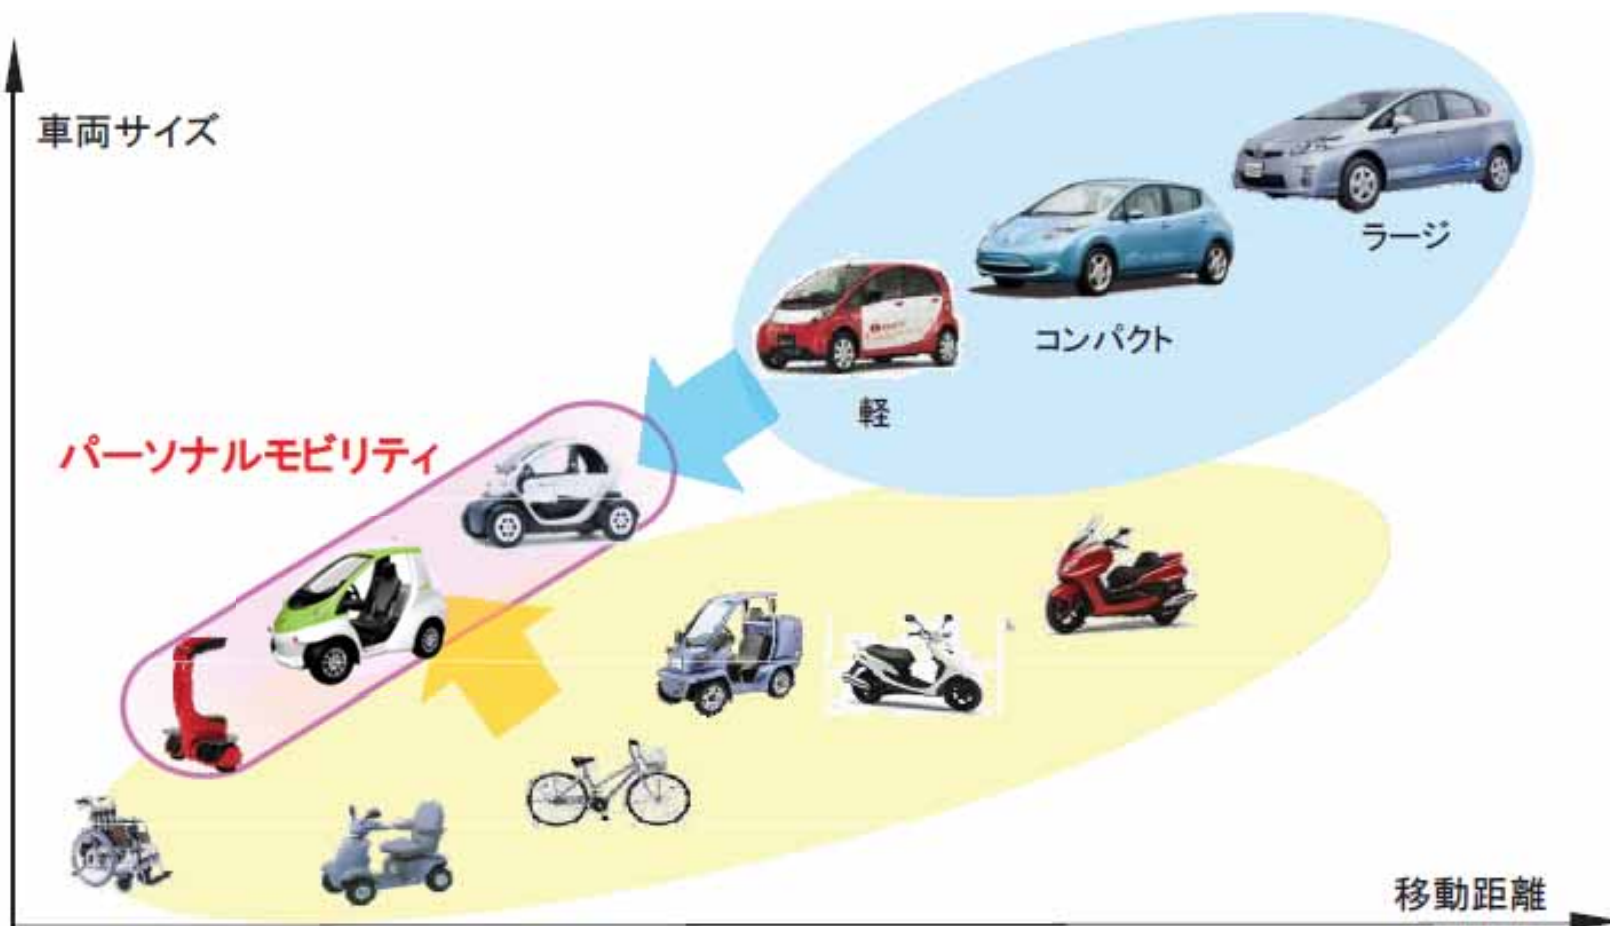 車両サイズ
ラージ
コンパクト
軽
パーソナルモビリティ
移動距離